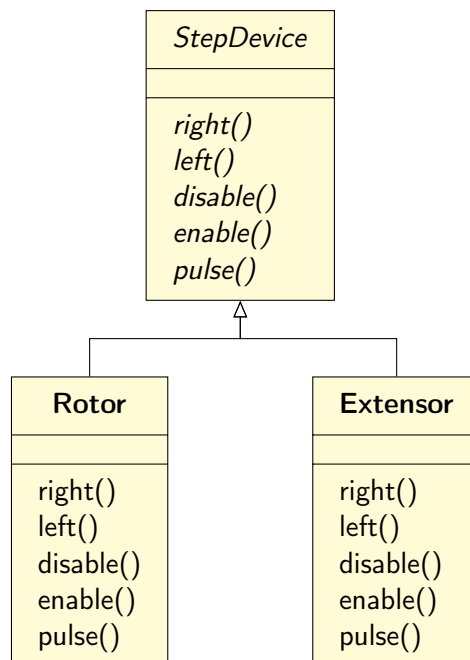 StepDevice
right()
left()
disable()
enable()
pulse()
Rotor
right()
left()
disable()
enable()
pulse()
Extensor
right()
left()
disable()
enable()
pulse()